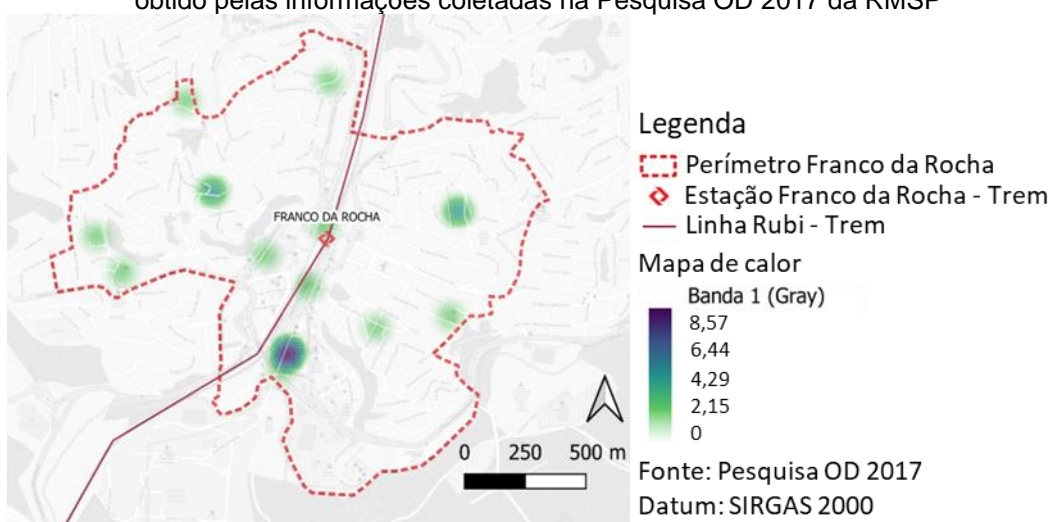 obtido pelas informações coletadas na Pesquisa OD 2017 da RMSP
FRANCO DA ROCHA
Legenda
Perímetro Franco da Rocha
Estação Franco da Rocha - Trem
Linha Rubi - Trem
Mapa de calor
Banda 1 (Gray)
8,57
6,44
4,29
2,15
0
0 250 500 m
Fonte: Pesquisa OD 2017
Datum: SIRGAS 2000